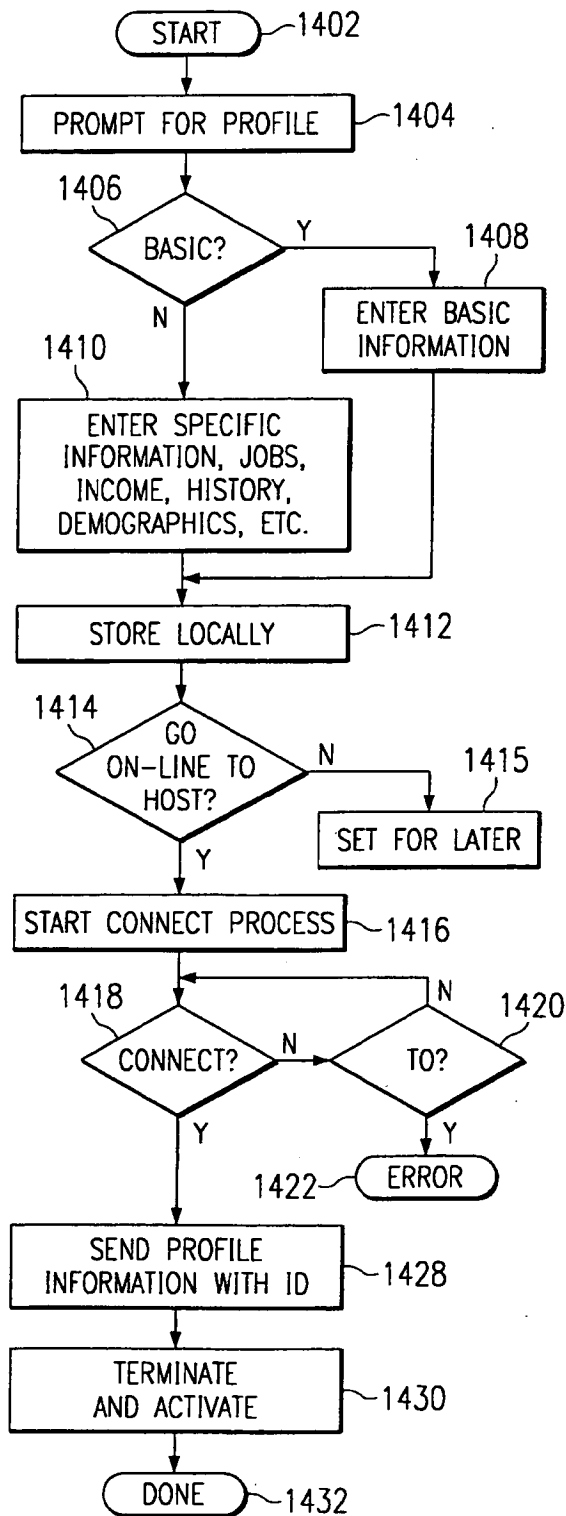 START
1402
PROMPT FOR PROFILE
1404
1406
BASIC?
Y
N
1408
ENTER BASIC
INFORMATION
1410
ENTER SPECIFIC
INFORMATION, JOBS,
INCOME, HISTORY,
DEMOGRAPHICS, ETC.
STORE LOCALLY
1412
1414
GO
ON-LINE TO
HOST?
N
Y
1415
SET FOR LATER
START CONNECT PROCESS
1416
1418
CONNECT?
N
Y
N
1420
TO?
Y
1422
ERROR
SEND PROFILE
INFORMATION WITH ID
1428
TERMINATE
AND ACTIVATE
1430
DONE
1432